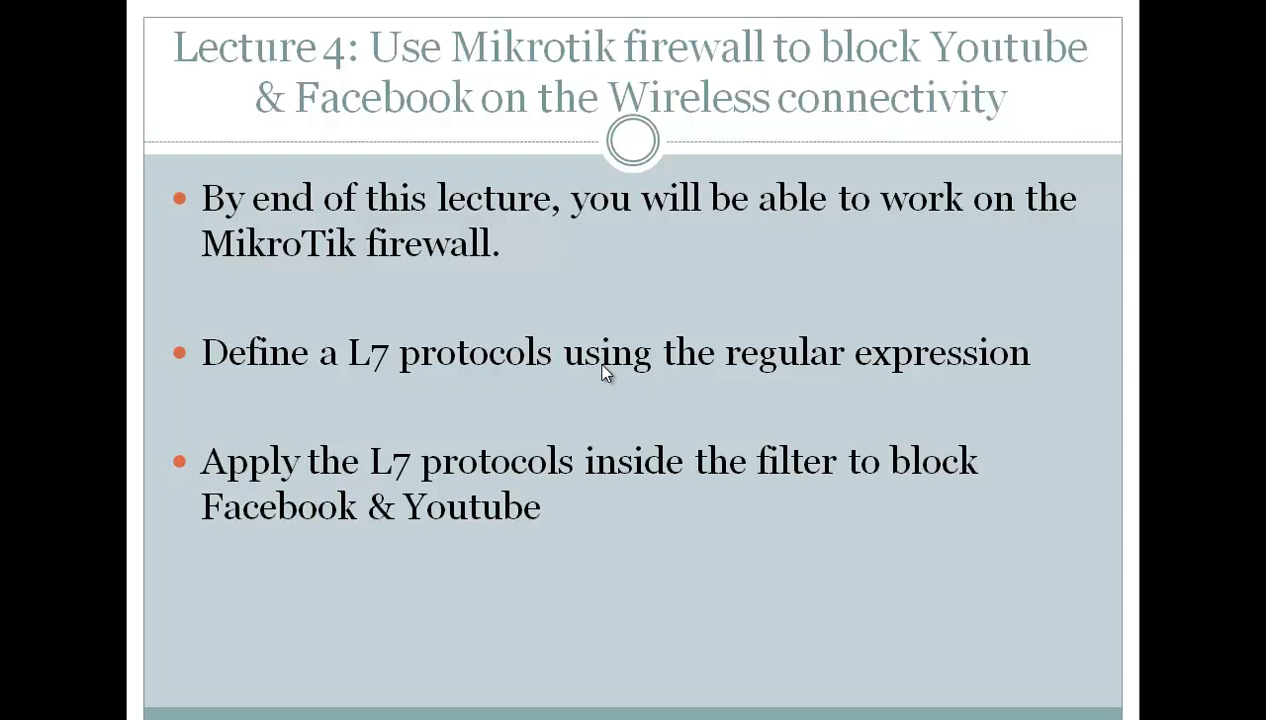 Lecture 4: Use Mikrotik firewall to block Youtube
& Facebook on the Wireless connectivity
• By end of this lecture, you will be able to work on the
MikroTik firewall.
• Define a L7 protocols using the regular expression
• Apply the L7 protocols inside the filter to block
Facebook & Youtube